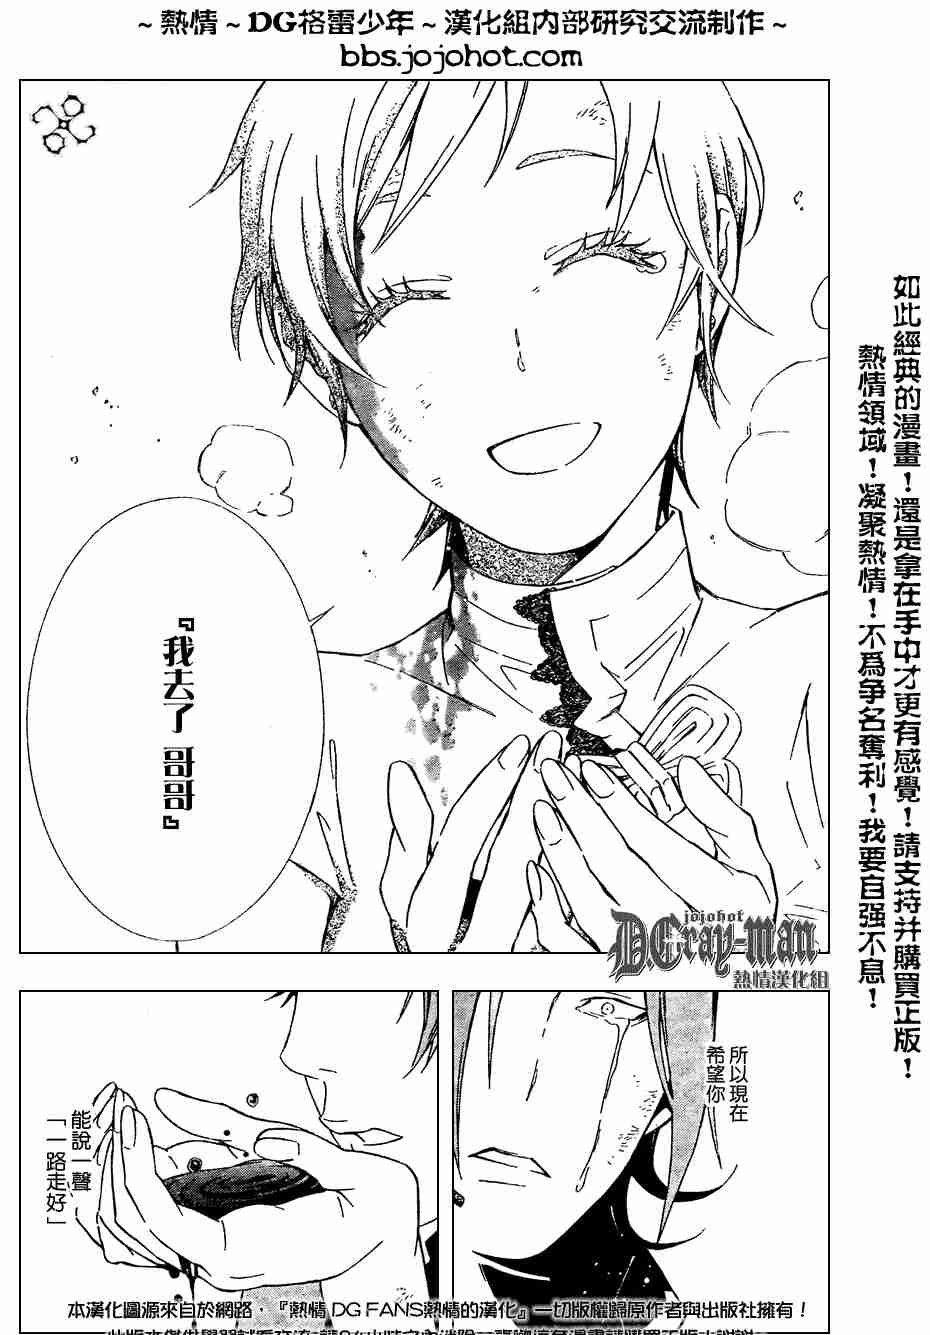 ~熱情~DG格雷少年~漢化組內部研究交流制作~
bbs.jojohot.com
如此經典的漫畫！還是拿在手中才更有感覺！請支持并購買正版！
熱情領域！凝聚熱情！不爲爭名奪利！我要自强不息！
『我去了 哥哥』
jojohot
D.Gray-man
熱情漢化組
所以現在
希望你
能說一聲
「一路走好」
本漢化圖源來自於網路．『熱情 DG FANS熱情的漢化』一切版權歸原作者與出版社擁有！